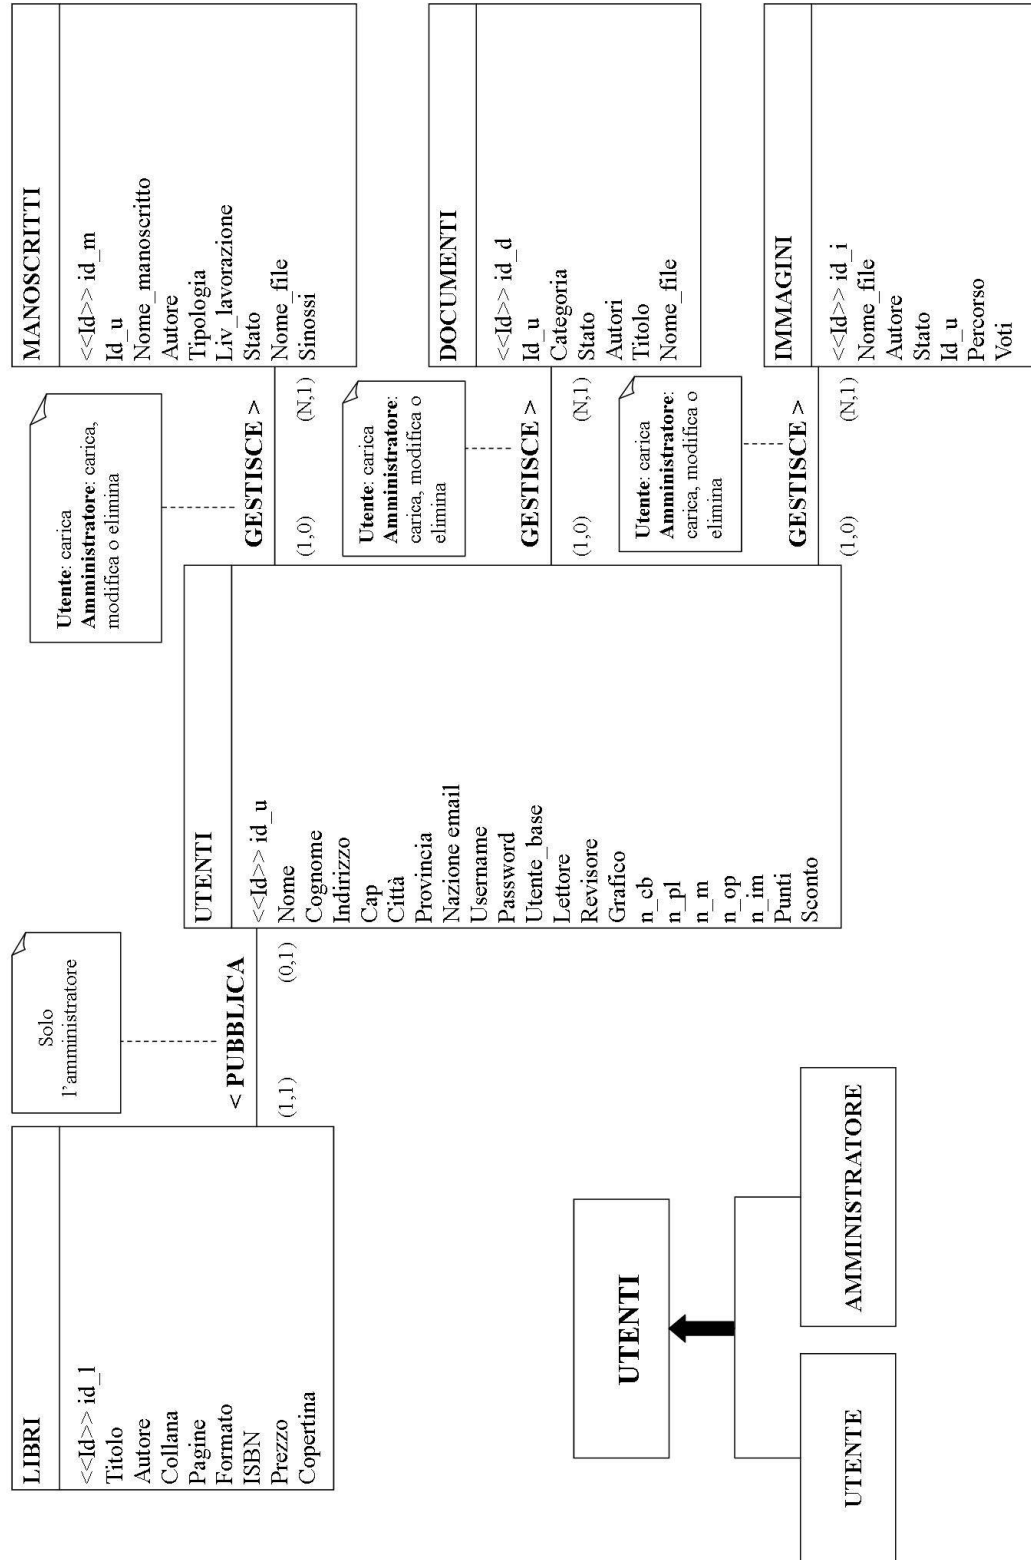 LIBRI
<<Id>> id_l
Titolo
Autore
Collana
Pagine
Formato
ISBN
Prezzo
Copertina
Solo
l'amministratore
< PUBBLICA
(1,1)
(0,1)
UTENTI
<<Id>> id_u
Nome
Cognome
Indirizzo
Cap
Città
Provincia
Nazione email
Username
Password
Utente_base
Lettore
Revisore
Grafico
n_cb
n_pl
n_m
n_op
n_im
Punti
Sconto
Utente: carica
Amministratore: carica,
modifica o elimina
GESTISCE >
(1,0)
(N,1)
MANOSCRITTI
<<Id>> id_m
Id_u
Nome_manoscritto
Autore
Tipologia
Liv_lavorazione
Stato
Nome_file
Sinossi
Utente: carica
Amministratore:
carica, modifica o
elimina
GESTISCE >
(1,0)
(N,1)
DOCUMENTI
<<Id>> id_d
Id_u
Categoria
Stato
Autori
Titolo
Nome_file
Utente: carica
Amministratore:
carica, modifica o
elimina
GESTISCE >
(1,0)
(N,1)
IMMAGINI
<<Id>> id_i
Nome_file
Autore
Stato
Id_u
Percorso
Voti
UTENTI
UTENTE
AMMINISTRATORE